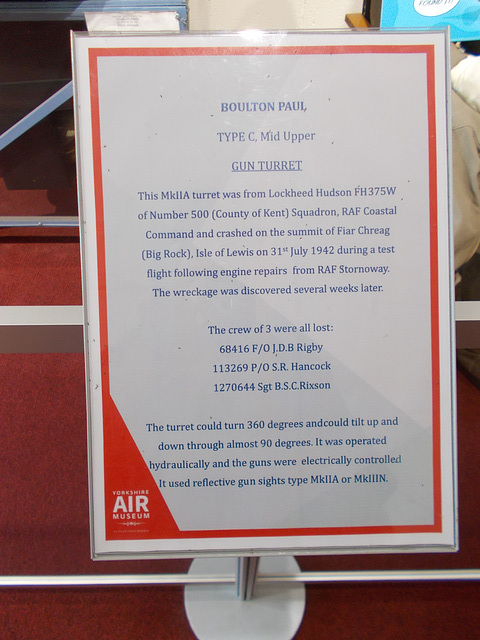 FOUND IT!
BOULTON PAUL,
TYPE C, Mid Upper
GUN TURRET
This MkIIA turret was from Lockheed Hudson FH375W
of Number 500 (County of Kent) Squadron, RAF Coastal
Command and crashed on the summit of Fiar Chreag
(Big Rock), Isle of Lewis on 31st July 1942 during a test
flight following engine repairs from RAF Stornoway.
The wreckage was discovered several weeks later.
The crew of 3 were all lost:
68416 F/O J.D.B Rigby
113269 P/O S.R. Hancock
1270644 Sgt B.S.C.Rixson
The turret could turn 360 degrees andcould tilt up and
down through almost 90 degrees. It was operated
hydraulically and the guns were electrically controlled
It used reflective gun sights type MkIIA or MkIIIN.
YORKSHIRE
AIR
MUSEUM